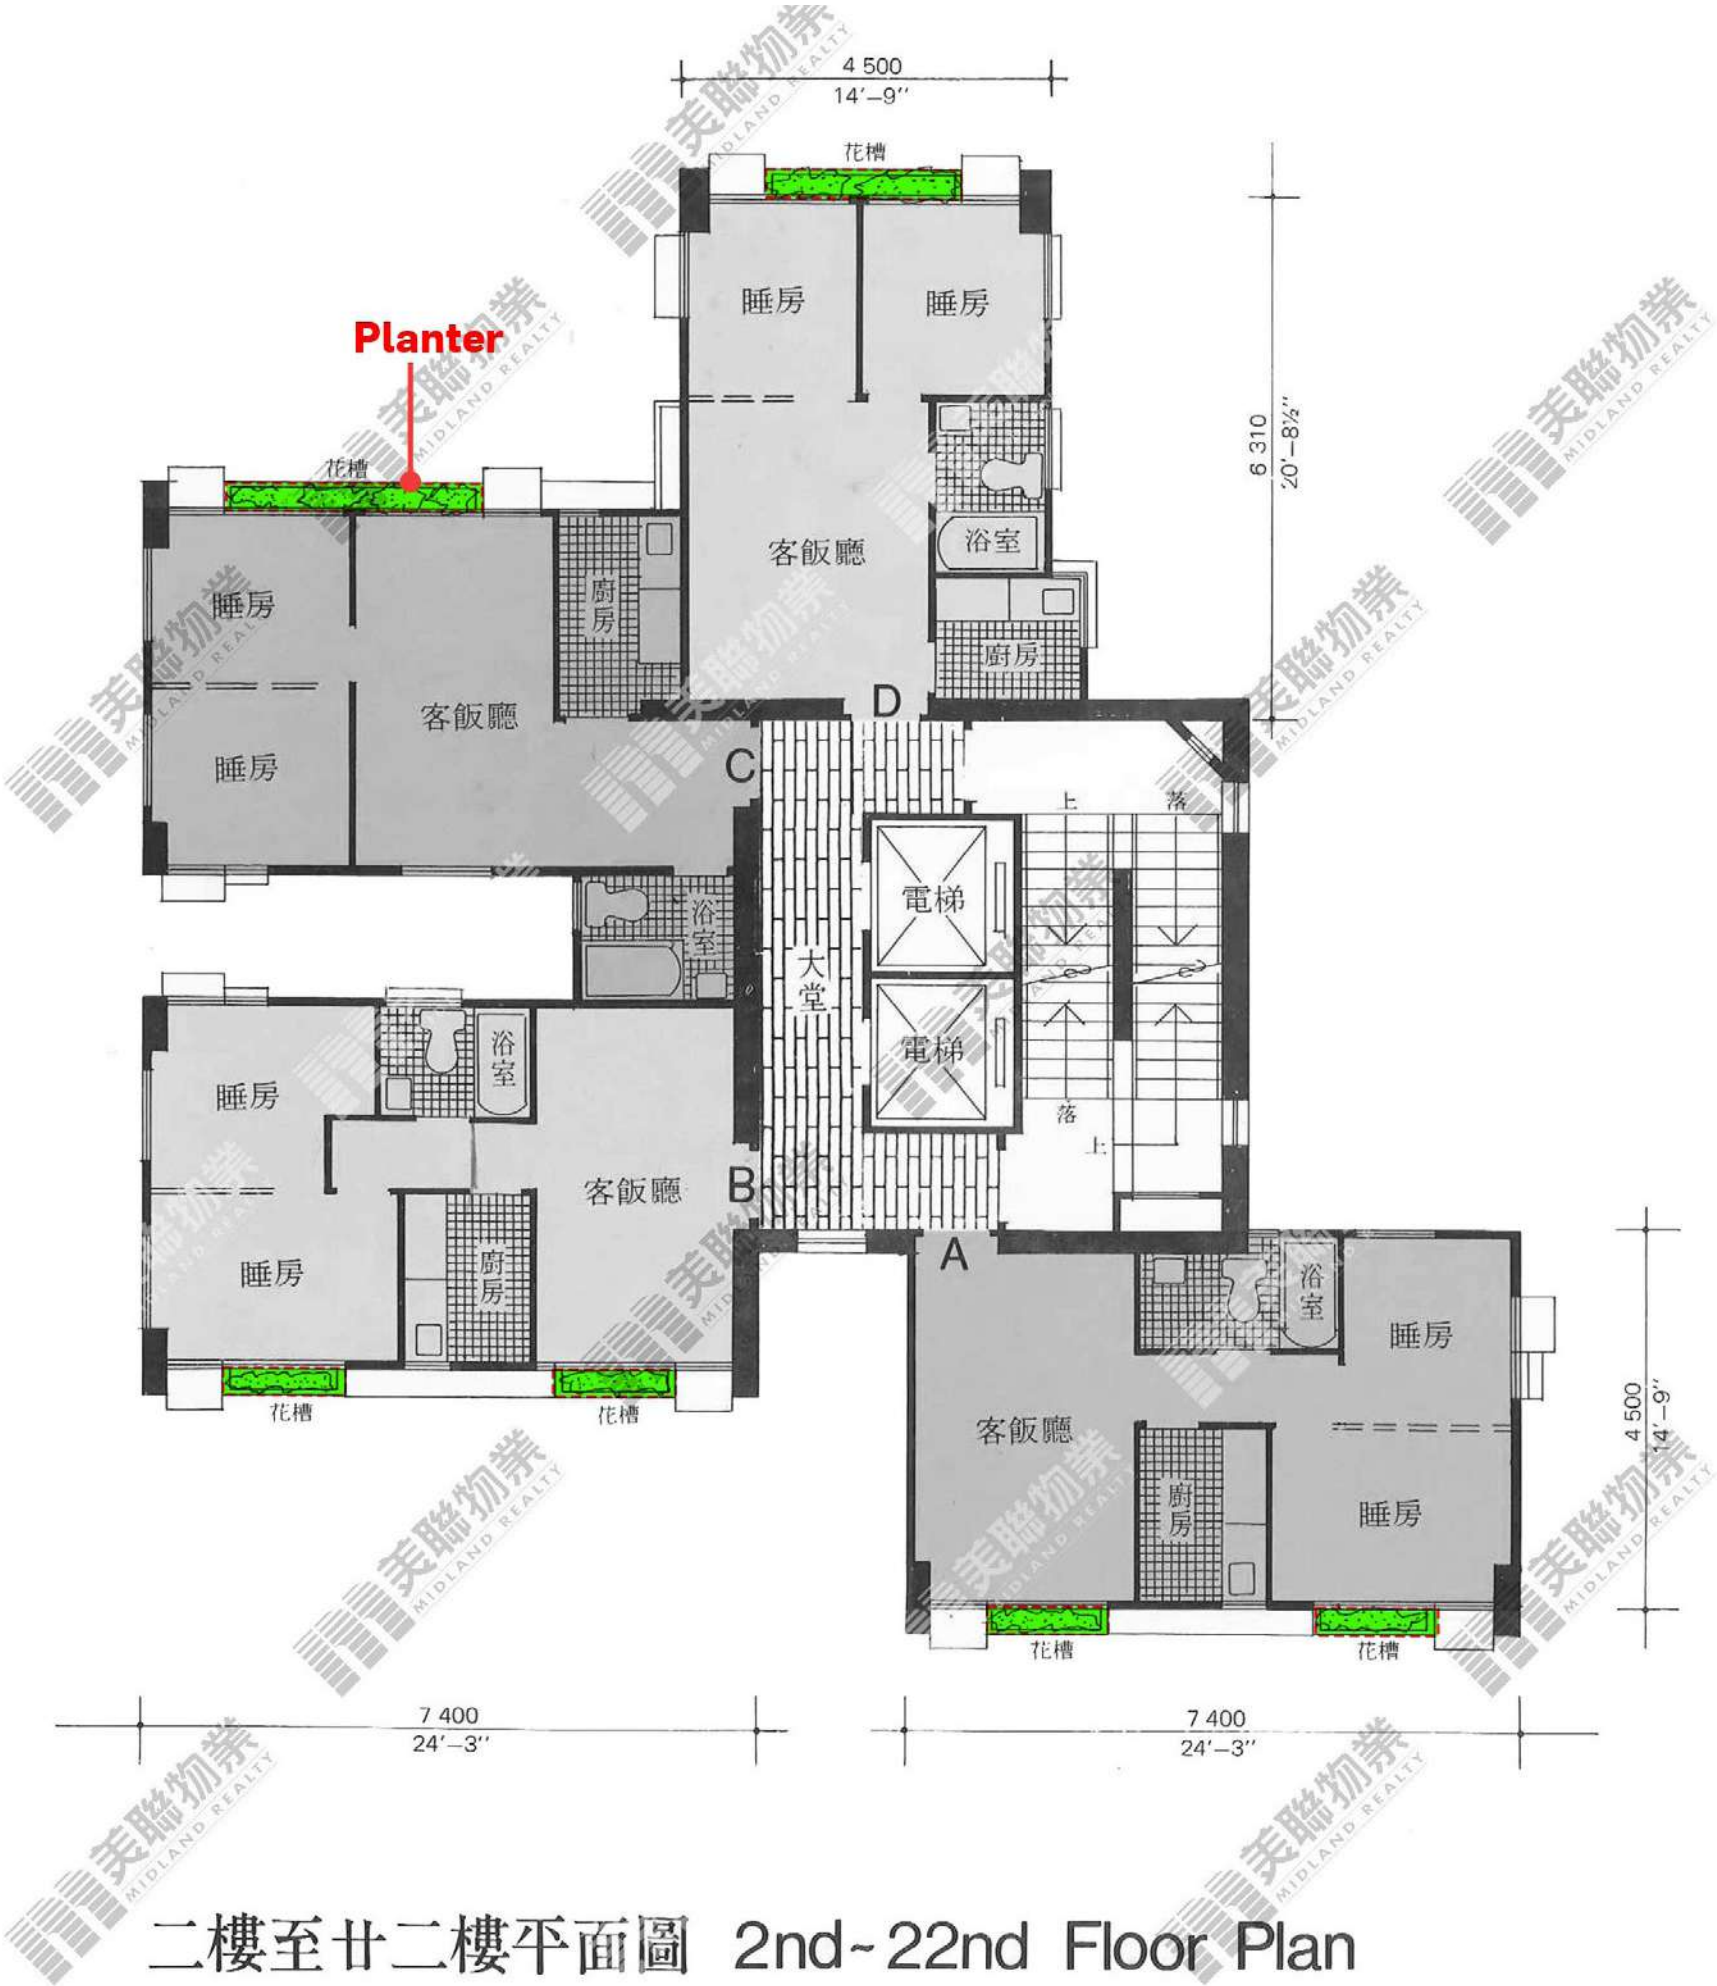 4 500
14'–9"
花槽
睡房
睡房
Planter
6 310
20'–8½"
花槽
浴室
客飯廳
廚房
睡房
廚房
客飯廳
D
睡房
C
上
落
電梯
浴室
大堂
電梯
浴室
睡房
落
上
客飯廳
B
睡房
廚房
A
浴室
睡房
4 500
14'–9"
花槽
花槽
客飯廳
廚房
睡房
花槽
花槽
7 400
24'–3"
7 400
24'–3"
二樓至廿二樓平面圖 2nd~22nd Floor Plan
美聯物業
MIDLAND REALTY